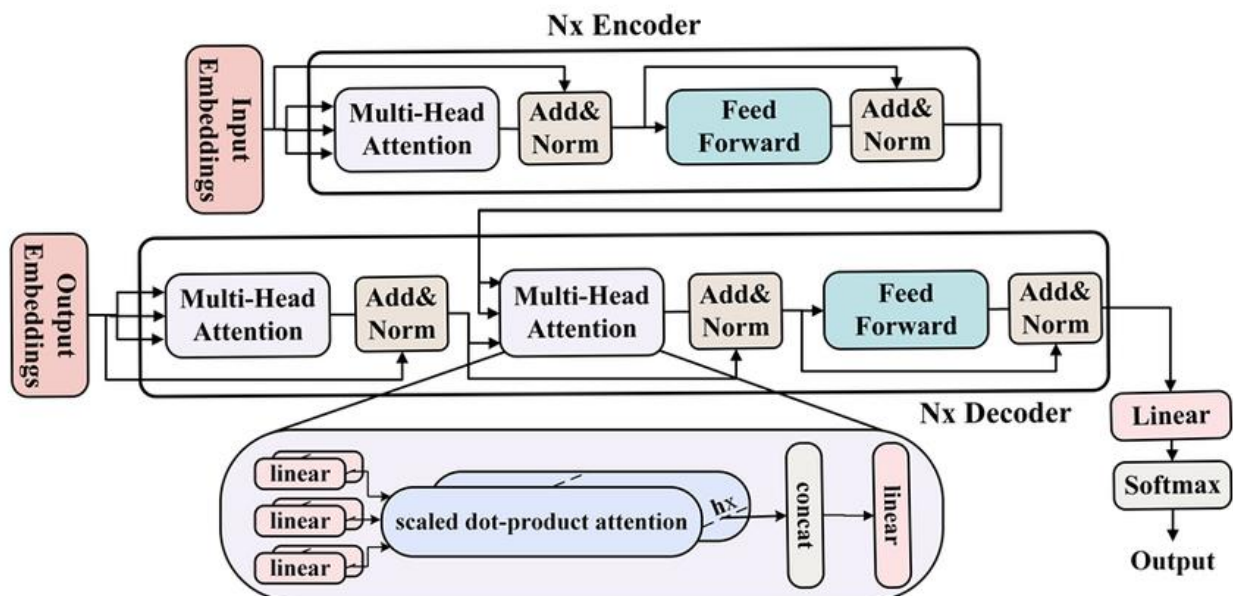 Nx Encoder
Input
Embeddings
Multi-Head
Attention
Add&
Norm
Feed
Forward
Add&
Norm
Output
Embeddings
Multi-Head
Attention
Add&
Norm
Multi-Head
Attention
Add&
Norm
Feed
Forward
Add&
Norm
Nx Decoder
Linear
Softmax
Output
linear
linear
linear
scaled dot-product attention
hx
concat
linear